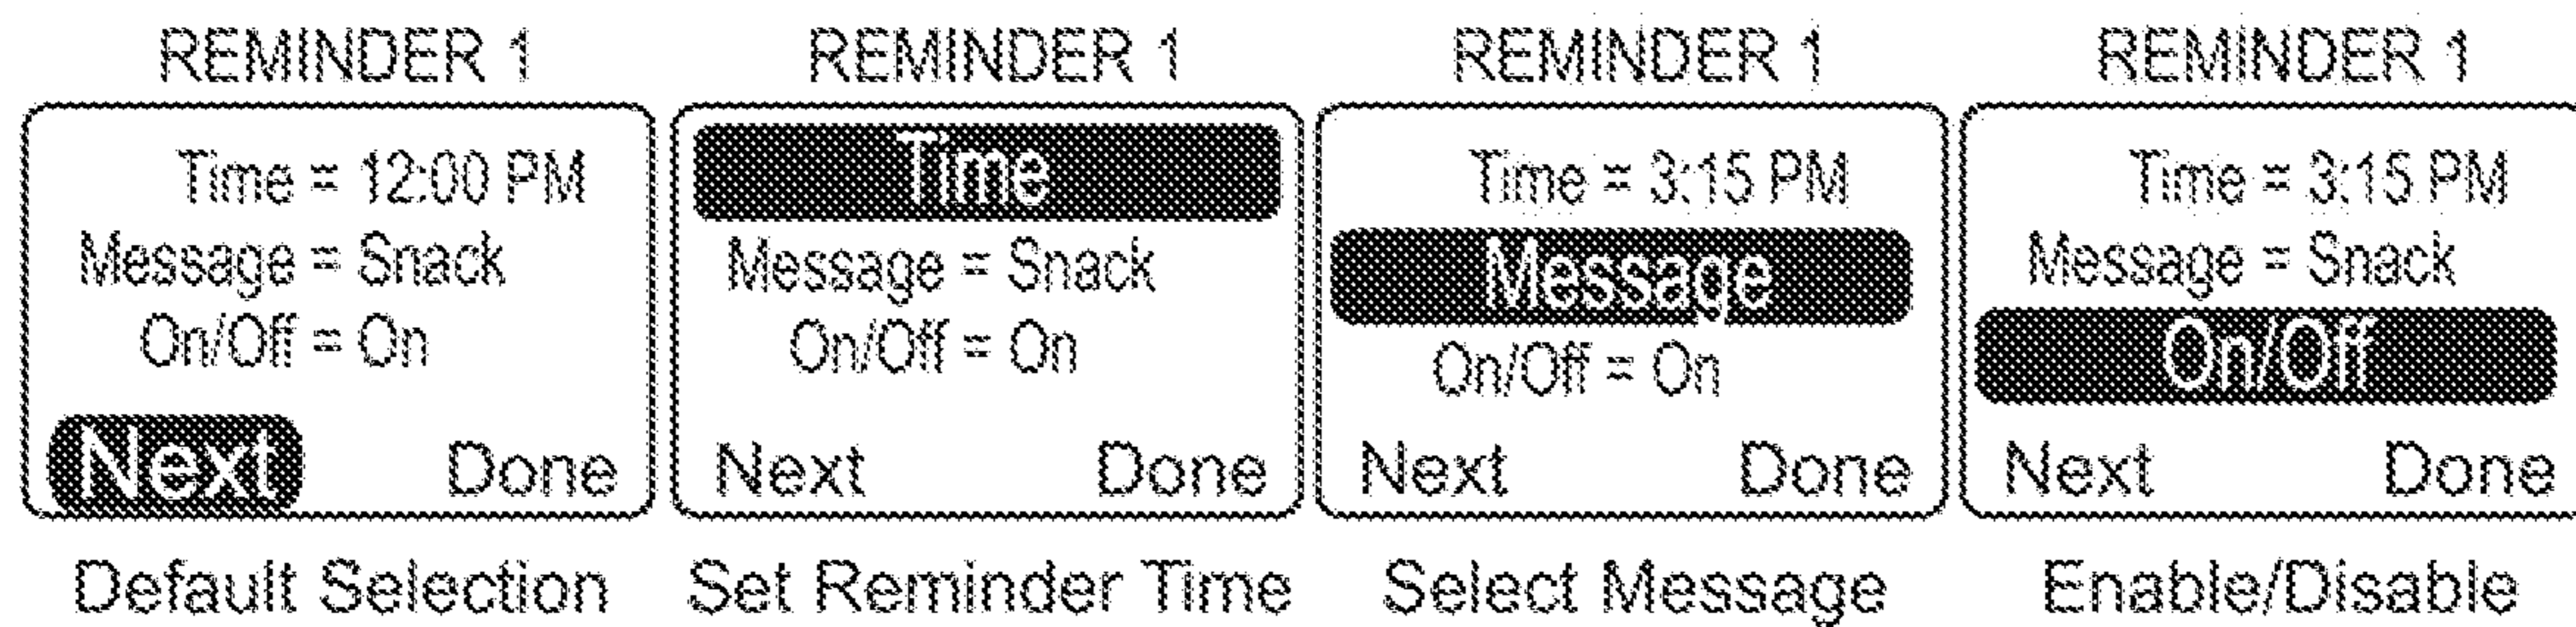 REMINDER 1
Time = 12:00 PM
Message = Snack
On/Off = On
Next Done
Default Selection
REMINDER 1
Time
Message = Snack
On/Off = On
Next Done
Set Reminder Time
REMINDER 1
Time = 3:15 PM
Message
On/Off = On
Next Done
Select Message
REMINDER 1
Time = 3:15 PM
Message = Snack
On/Off
Next Done
Enable/Disable